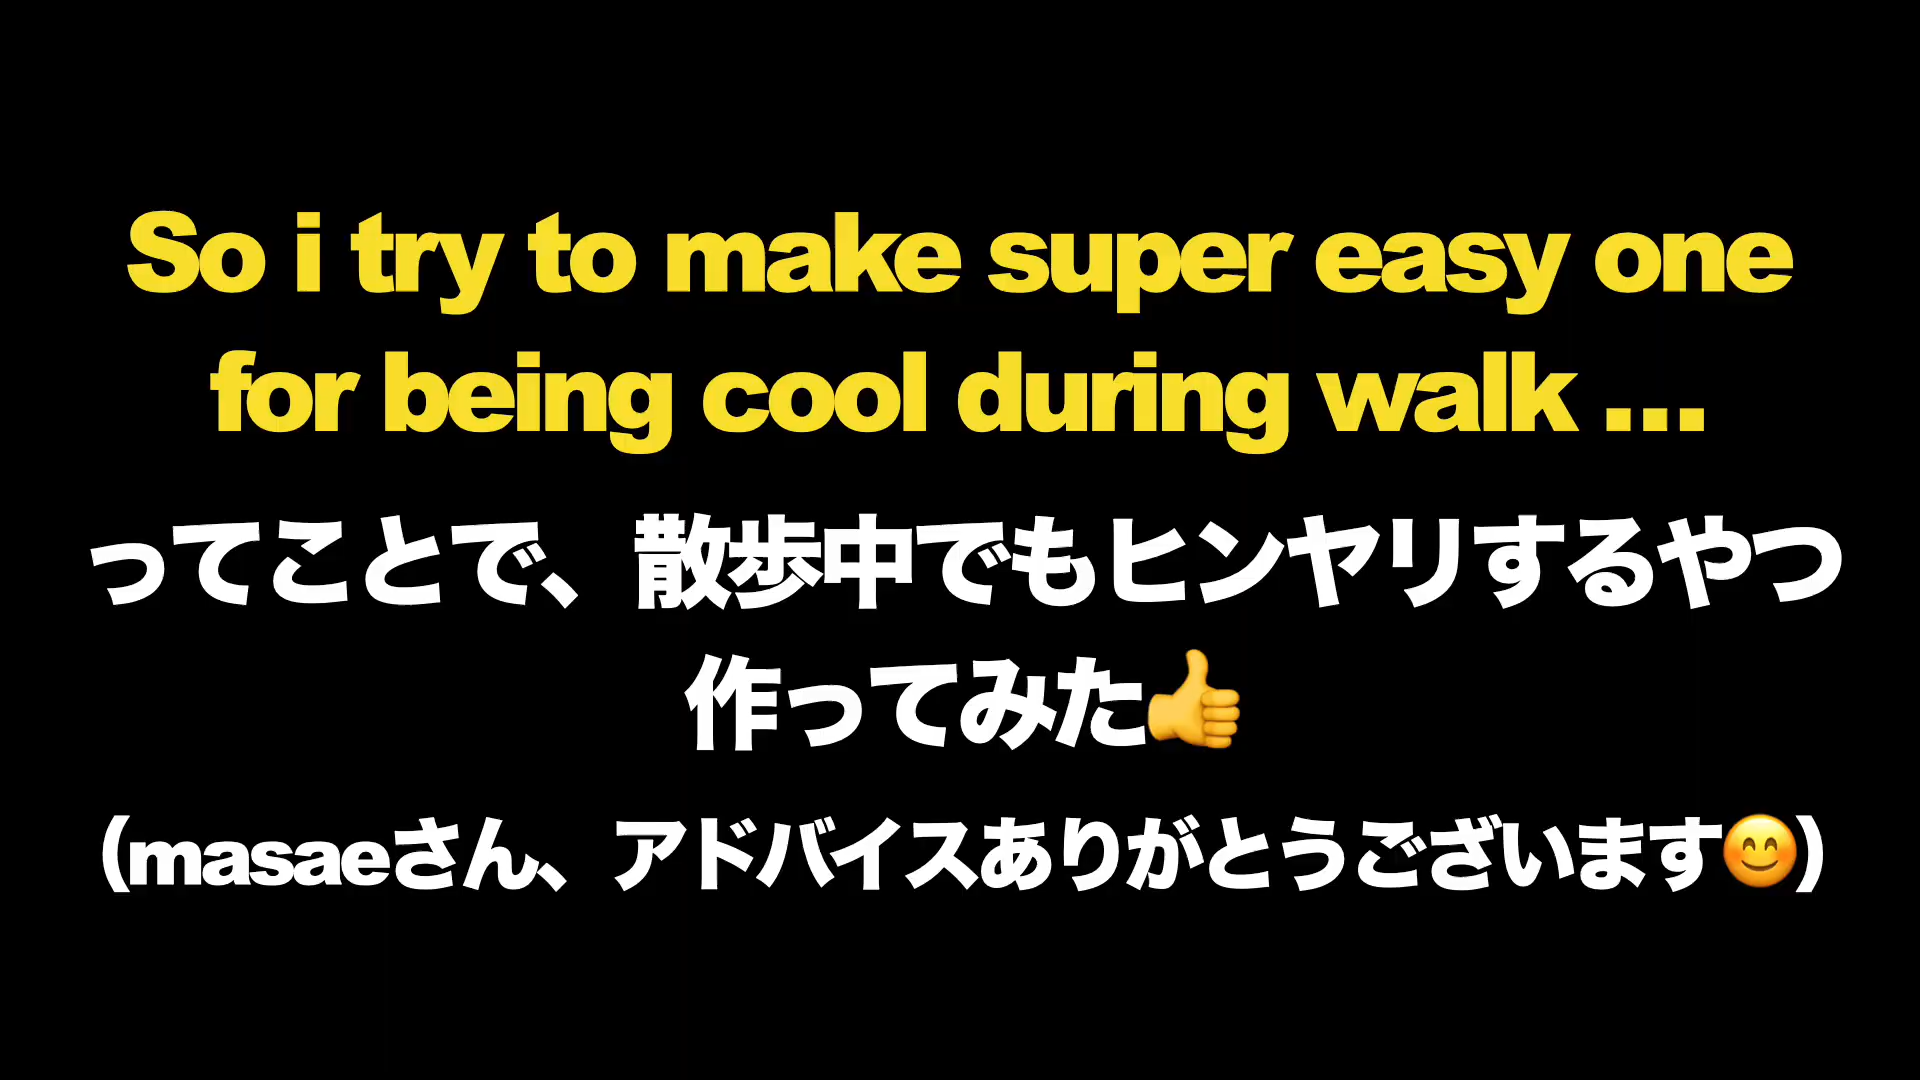 So i try to make super easy one
for being cool during walk ...
ってことで、散歩中でもヒンヤリするやつ
作ってみた👍
（masaeさん、アドバイスありがとうございます😊）